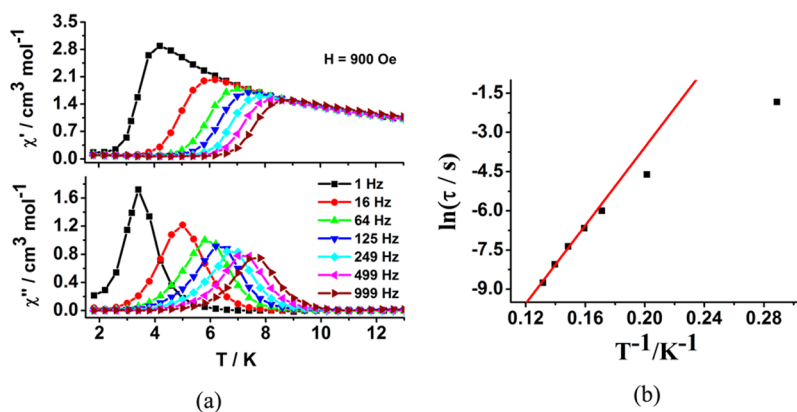 3.5
2.8
2.1
1.4
0.7
0.0
χ' / cm³ mol⁻¹
H = 900 Oe
1.6
1.2
0.8
0.4
0.0
χ" / cm³ mol⁻¹
1 Hz
16 Hz
64 Hz
125 Hz
249 Hz
499 Hz
999 Hz
2 4 6 8 10 12
T / K
(a)
-1.5
-3.0
-4.5
-6.0
-7.5
-9.0
ln(τ / s)
0.12 0.16 0.20 0.24 0.28
T⁻¹/K⁻¹
(b)